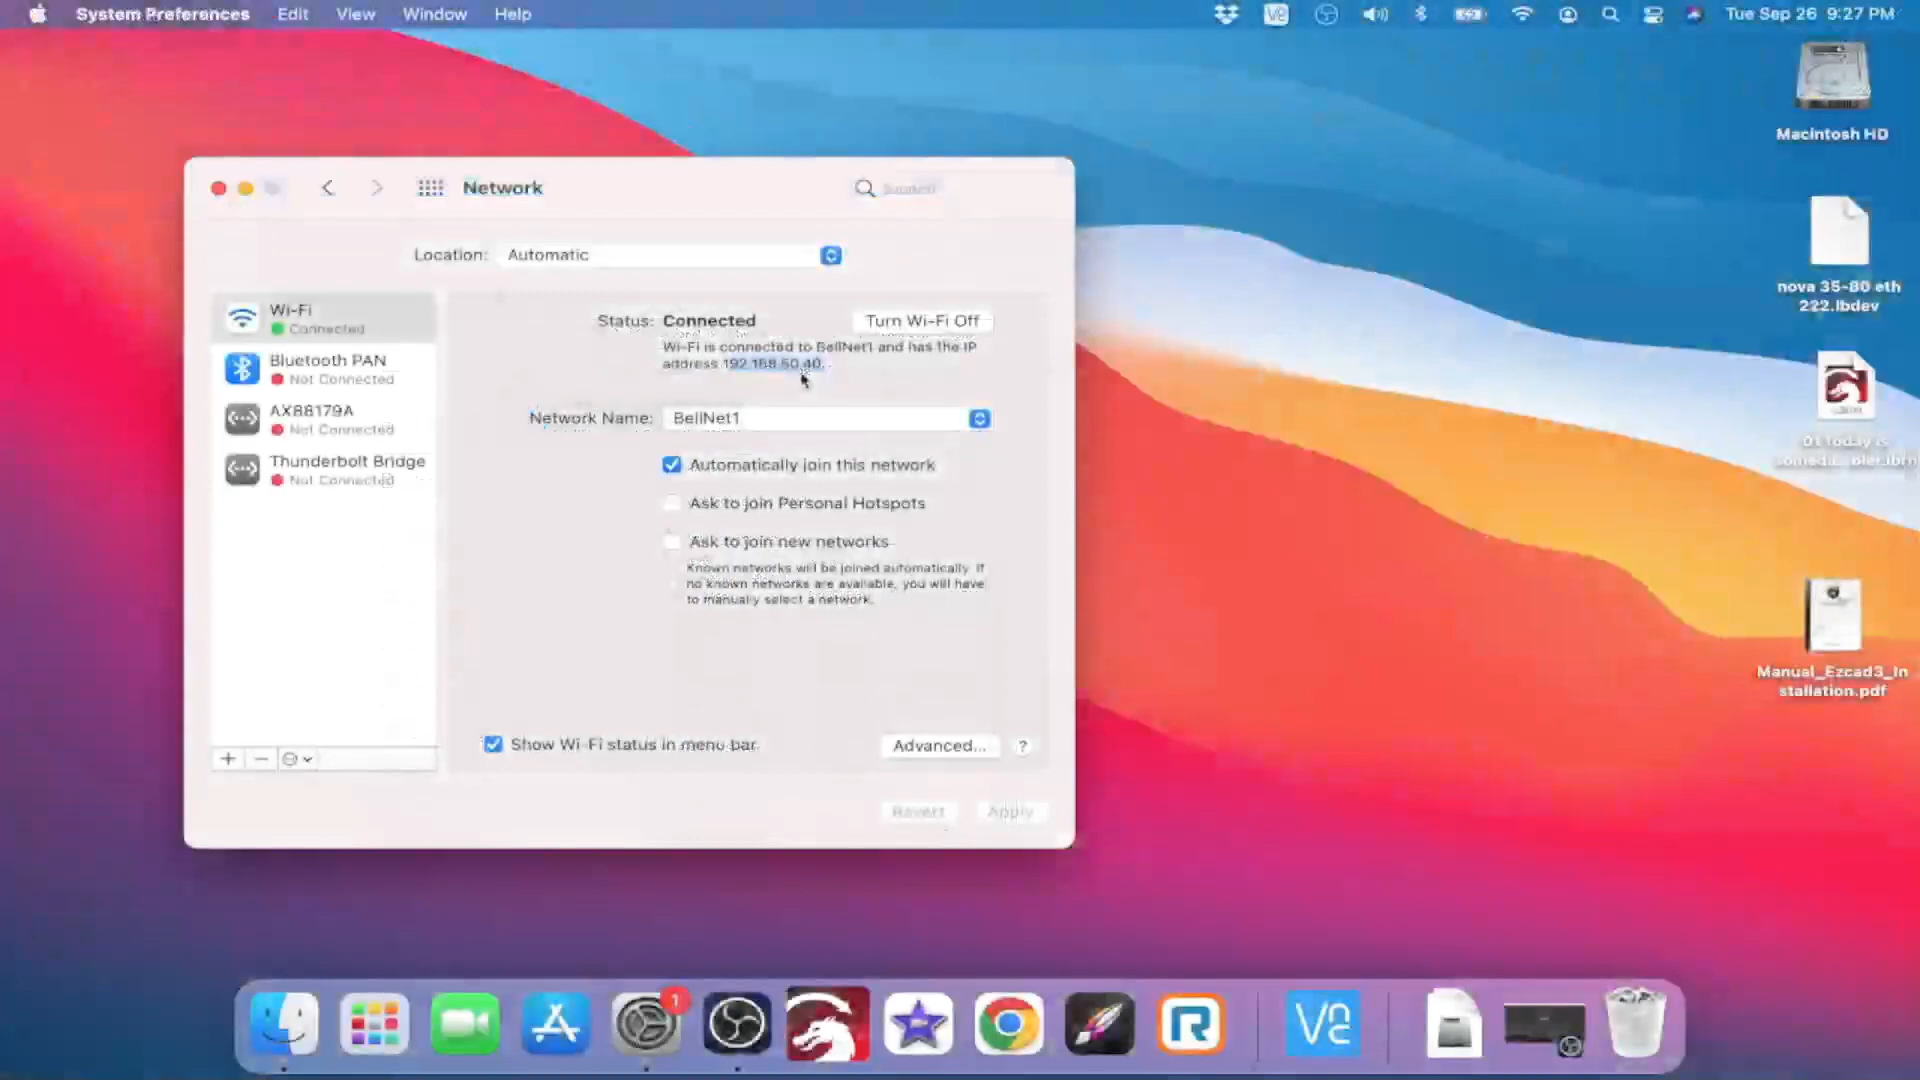 System Preferences Edit View Window Help
Tue Sep 26 9:27 PM
Macintosh HD
nova 35-80 eth
222.lbdev
Manual_Ezcad3_In
stallation.pdf
Network
Search
Location: Automatic
Wi-Fi
Connected
Bluetooth PAN
Not Connected
AX88179A
Not Connected
Thunderbolt Bridge
Not Connected
Status: Connected
Turn Wi-Fi Off
Wi-Fi is connected to BellNet1 and has the IP
address 192.168.50.40.
Network Name: BellNet1
Automatically join this network
Ask to join Personal Hotspots
Ask to join new networks
Known networks will be joined automatically. If
no known networks are available, you will have
to manually select a network.
Show Wi-Fi status in menu bar
Advanced...
?
Revert
Apply
1